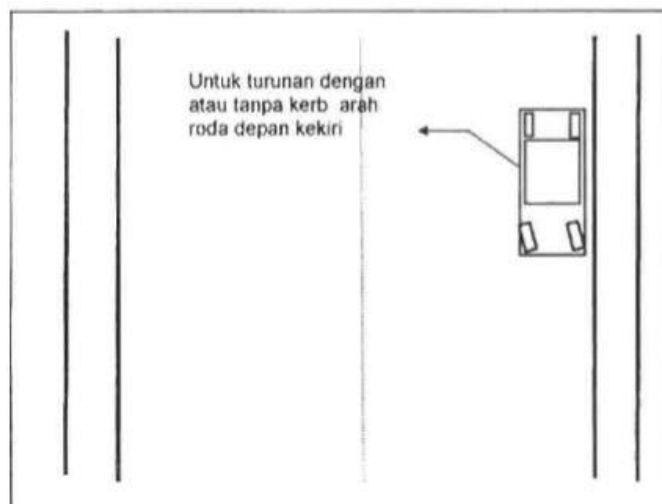 Untuk turunan dengan
atau tanpa kerb arah
roda depan kekiri